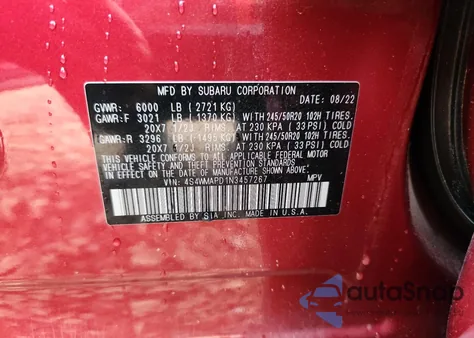 MFD BY SUBARU CORPORATION DATE: 08/22
GVWR: 6000 LB (2721 KG)
GAWR:F 3021 LB (1370 KG) WITH 245/50R20 102H TIRES,
20X7 1/2J RIMS AT 230 KPA (33 PSI) COLD
GAWR:R 3296 LB (1495 KG) WITH 245/50R20 102H TIRES,
20X7 1/2J RIMS AT 230 KPA (33 PSI) COLD
THIS VEHICLE CONFORMS TO ALL APPLICABLE FEDERAL MOTOR
VEHICLE SAFETY AND BUMPER STANDARDS IN EFFECT ON THE DATE OF
MANUFACTURE SHOWN ABOVE.
VIN: 4S4WMAPD1N3457267 MPV
ASSEMBLED BY SIA INC. MADE IN U.S.A.
autoSnap